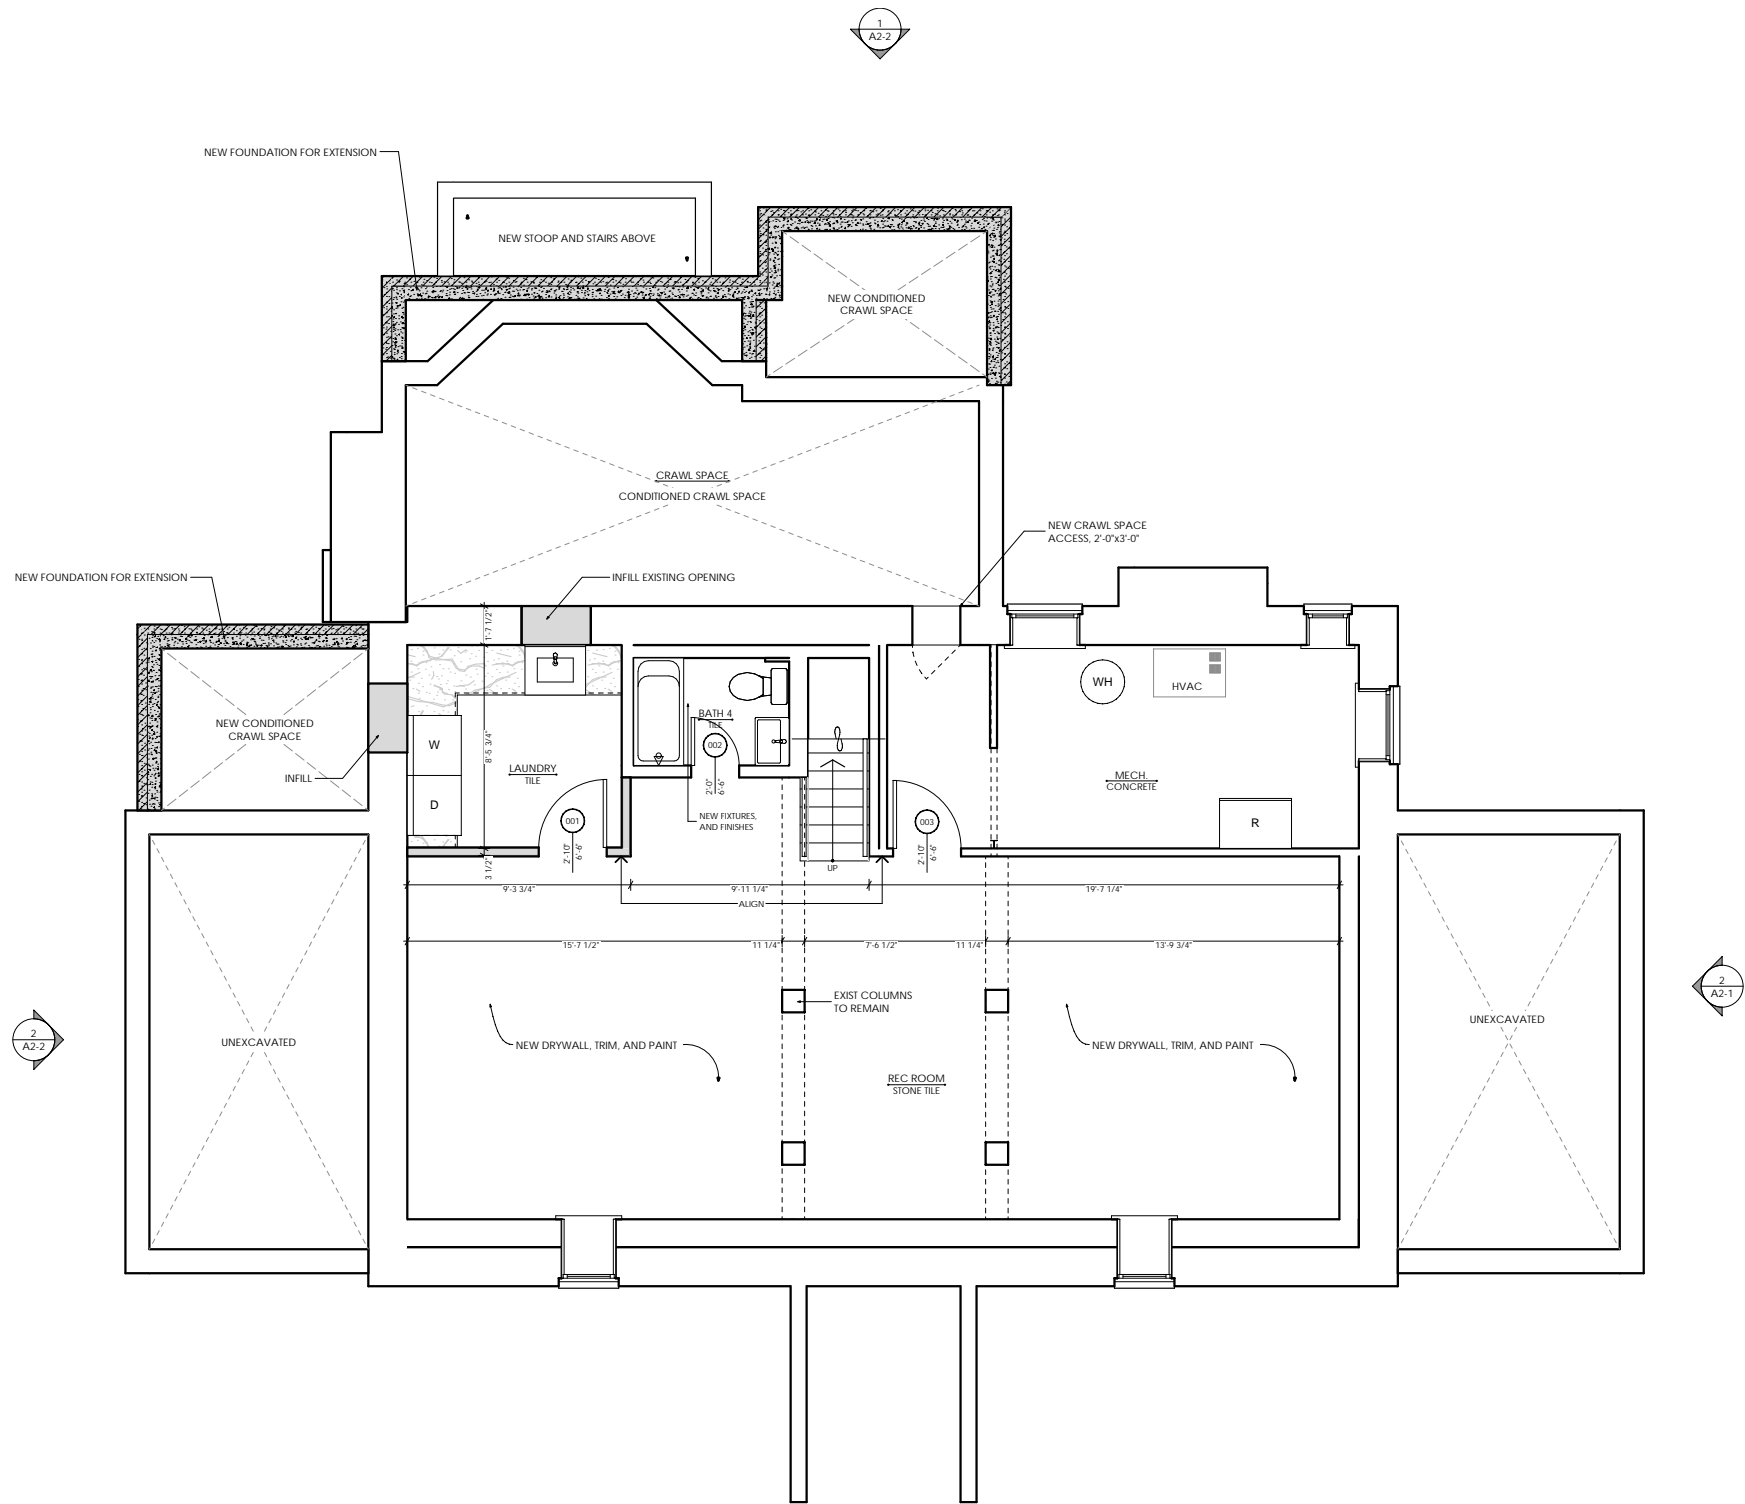 1
A2-2
NEW FOUNDATION FOR EXTENSION
NEW STOOP AND STAIRS ABOVE
NEW CONDITIONED
CRAWL SPACE
CRAWL SPACE
CONDITIONED CRAWL SPACE
NEW CRAWL SPACE
ACCESS, 2'-0"x3'-0"
NEW FOUNDATION FOR EXTENSION
INFILL EXISTING OPENING
1'-7 1/2"
WH
HVAC
NEW CONDITIONED
CRAWL SPACE
BATH 4
TILE
002
2'-0"
6'-6"
W
8'-5 3/4"
LAUNDRY
TILE
INFILL
D
MECH.
CONCRETE
NEW FIXTURES,
AND FINISHES
001
2'-10"
6'-6"
003
2'-10"
6'-6"
R
3 1/2"
UP
9'-3 3/4"
9'-11 1/4"
19'-7 1/4"
ALIGN
15'-7 1/2"
11 1/4"
7'-6 1/2"
11 1/4"
13'-9 3/4"
EXIST COLUMNS
TO REMAIN
2
A2-1
UNEXCAVATED
2
A2-2
UNEXCAVATED
NEW DRYWALL, TRIM, AND PAINT
NEW DRYWALL, TRIM, AND PAINT
REC ROOM
STONE TILE